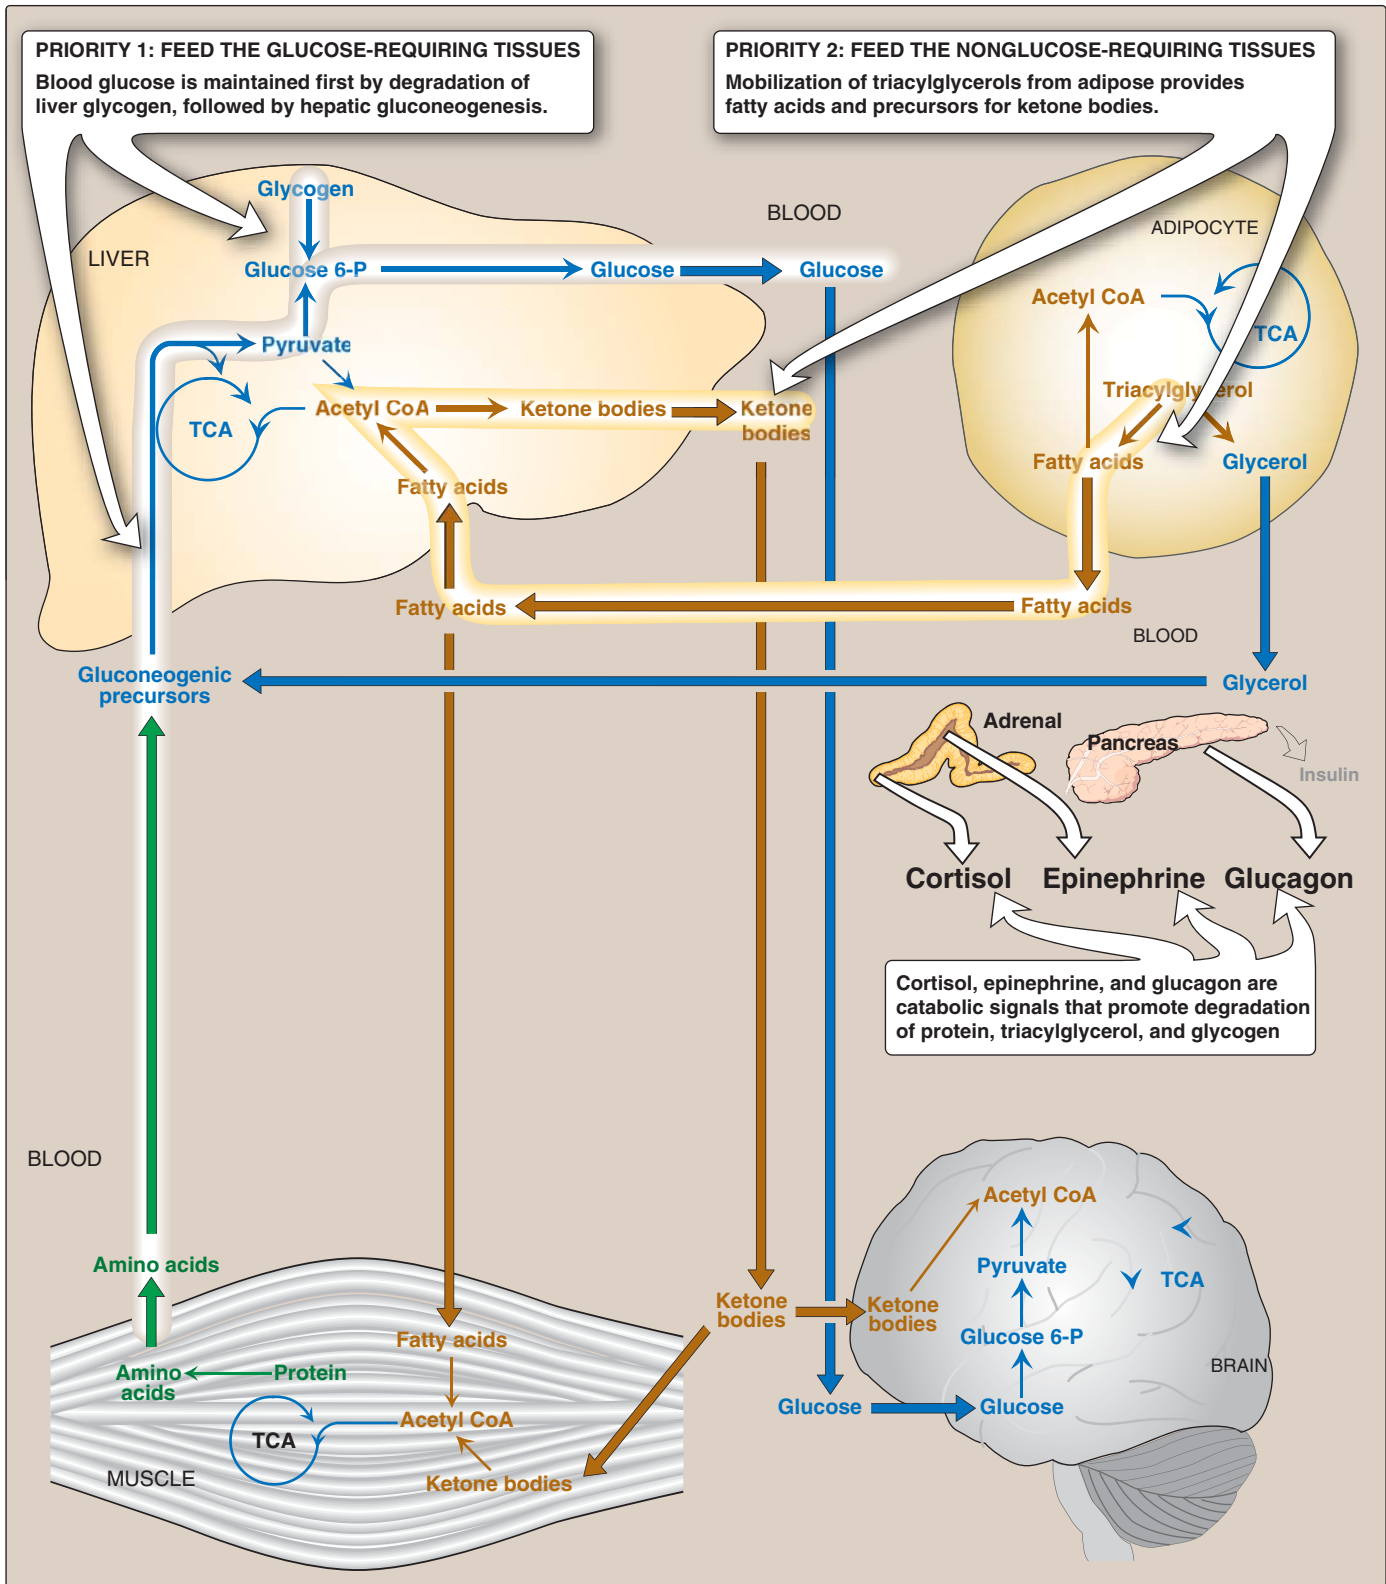 PRIORITY 1: FEED THE GLUCOSE-REQUIRING TISSUES
Blood glucose is maintained first by degradation of
liver glycogen, followed by hepatic gluconeogenesis.
PRIORITY 2: FEED THE NONGLUCOSE-REQUIRING TISSUES
Mobilization of triacylglycerols from adipose provides
fatty acids and precursors for ketone bodies.
Glycogen
BLOOD
ADIPOCYTE
LIVER
Glucose 6-P
Glucose
Glucose
Acetyl CoA
TCA
Pyruvate
Triacylglycerol
Acetyl CoA
Ketone bodies
Ketone
bodies
TCA
Fatty acids
Glycerol
Fatty acids
Fatty acids
Fatty acids
BLOOD
Gluconeogenic
precursors
Glycerol
Adrenal
Pancreas
Insulin
Cortisol
Epinephrine
Glucagon
Cortisol, epinephrine, and glucagon are
catabolic signals that promote degradation
of protein, triacylglycerol, and glycogen
BLOOD
Acetyl CoA
Amino acids
Pyruvate
TCA
Ketone
bodies
Ketone
bodies
Fatty acids
Glucose 6-P
BRAIN
Amino
acids
Protein
Glucose
Glucose
Acetyl CoA
TCA
MUSCLE
Ketone bodies